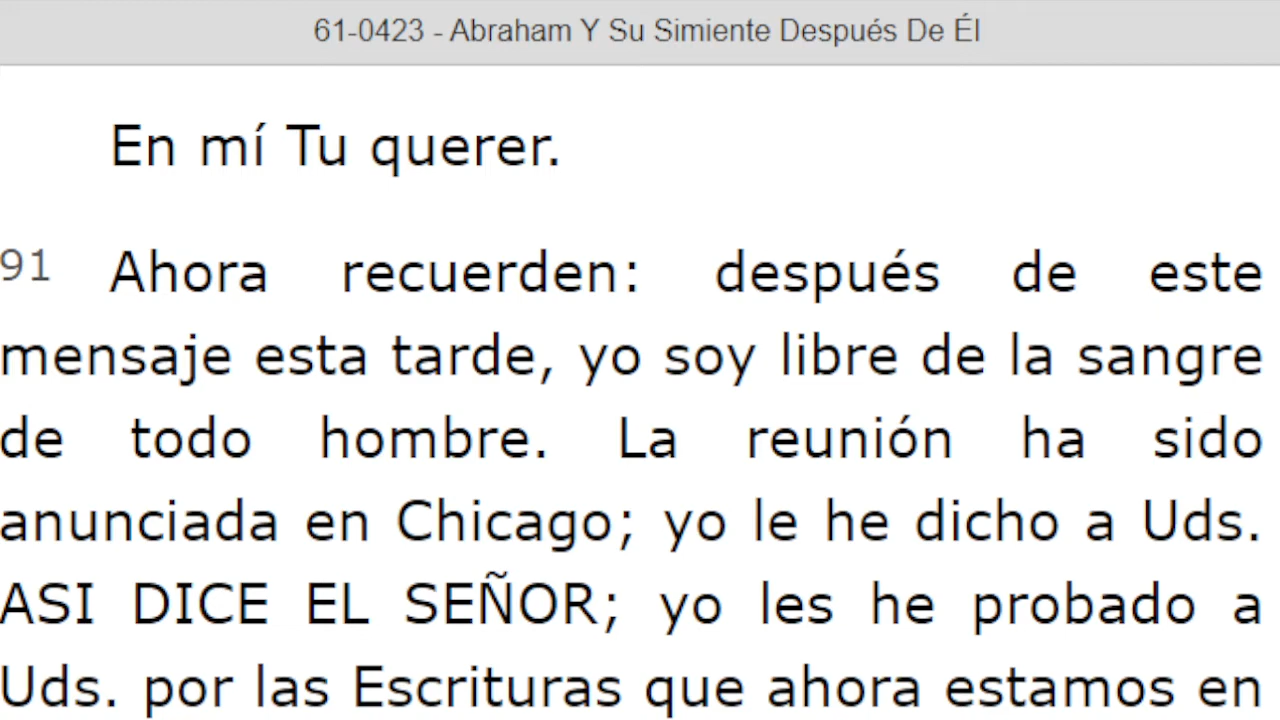 61-0423 - Abraham Y Su Simiente Después De Él
En mí Tu querer.
91 Ahora recuerden: después de este
mensaje esta tarde, yo soy libre de la sangre
de todo hombre. La reunión ha sido
anunciada en Chicago; yo le he dicho a Uds.
ASI DICE EL SEÑOR; yo les he probado a
Uds. por las Escrituras que ahora estamos en